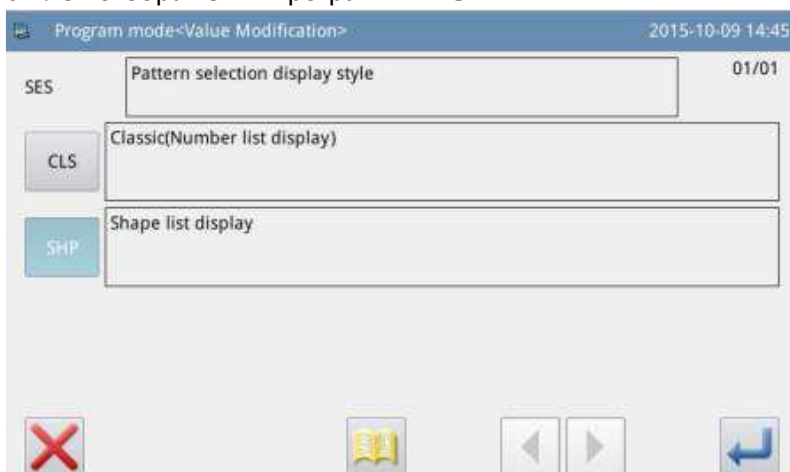 Program mode<Value Modification> 2015-10-09 14:45
SES Pattern selection display style 01/01
CLS Classic(Number list display)
SHP Shape list display